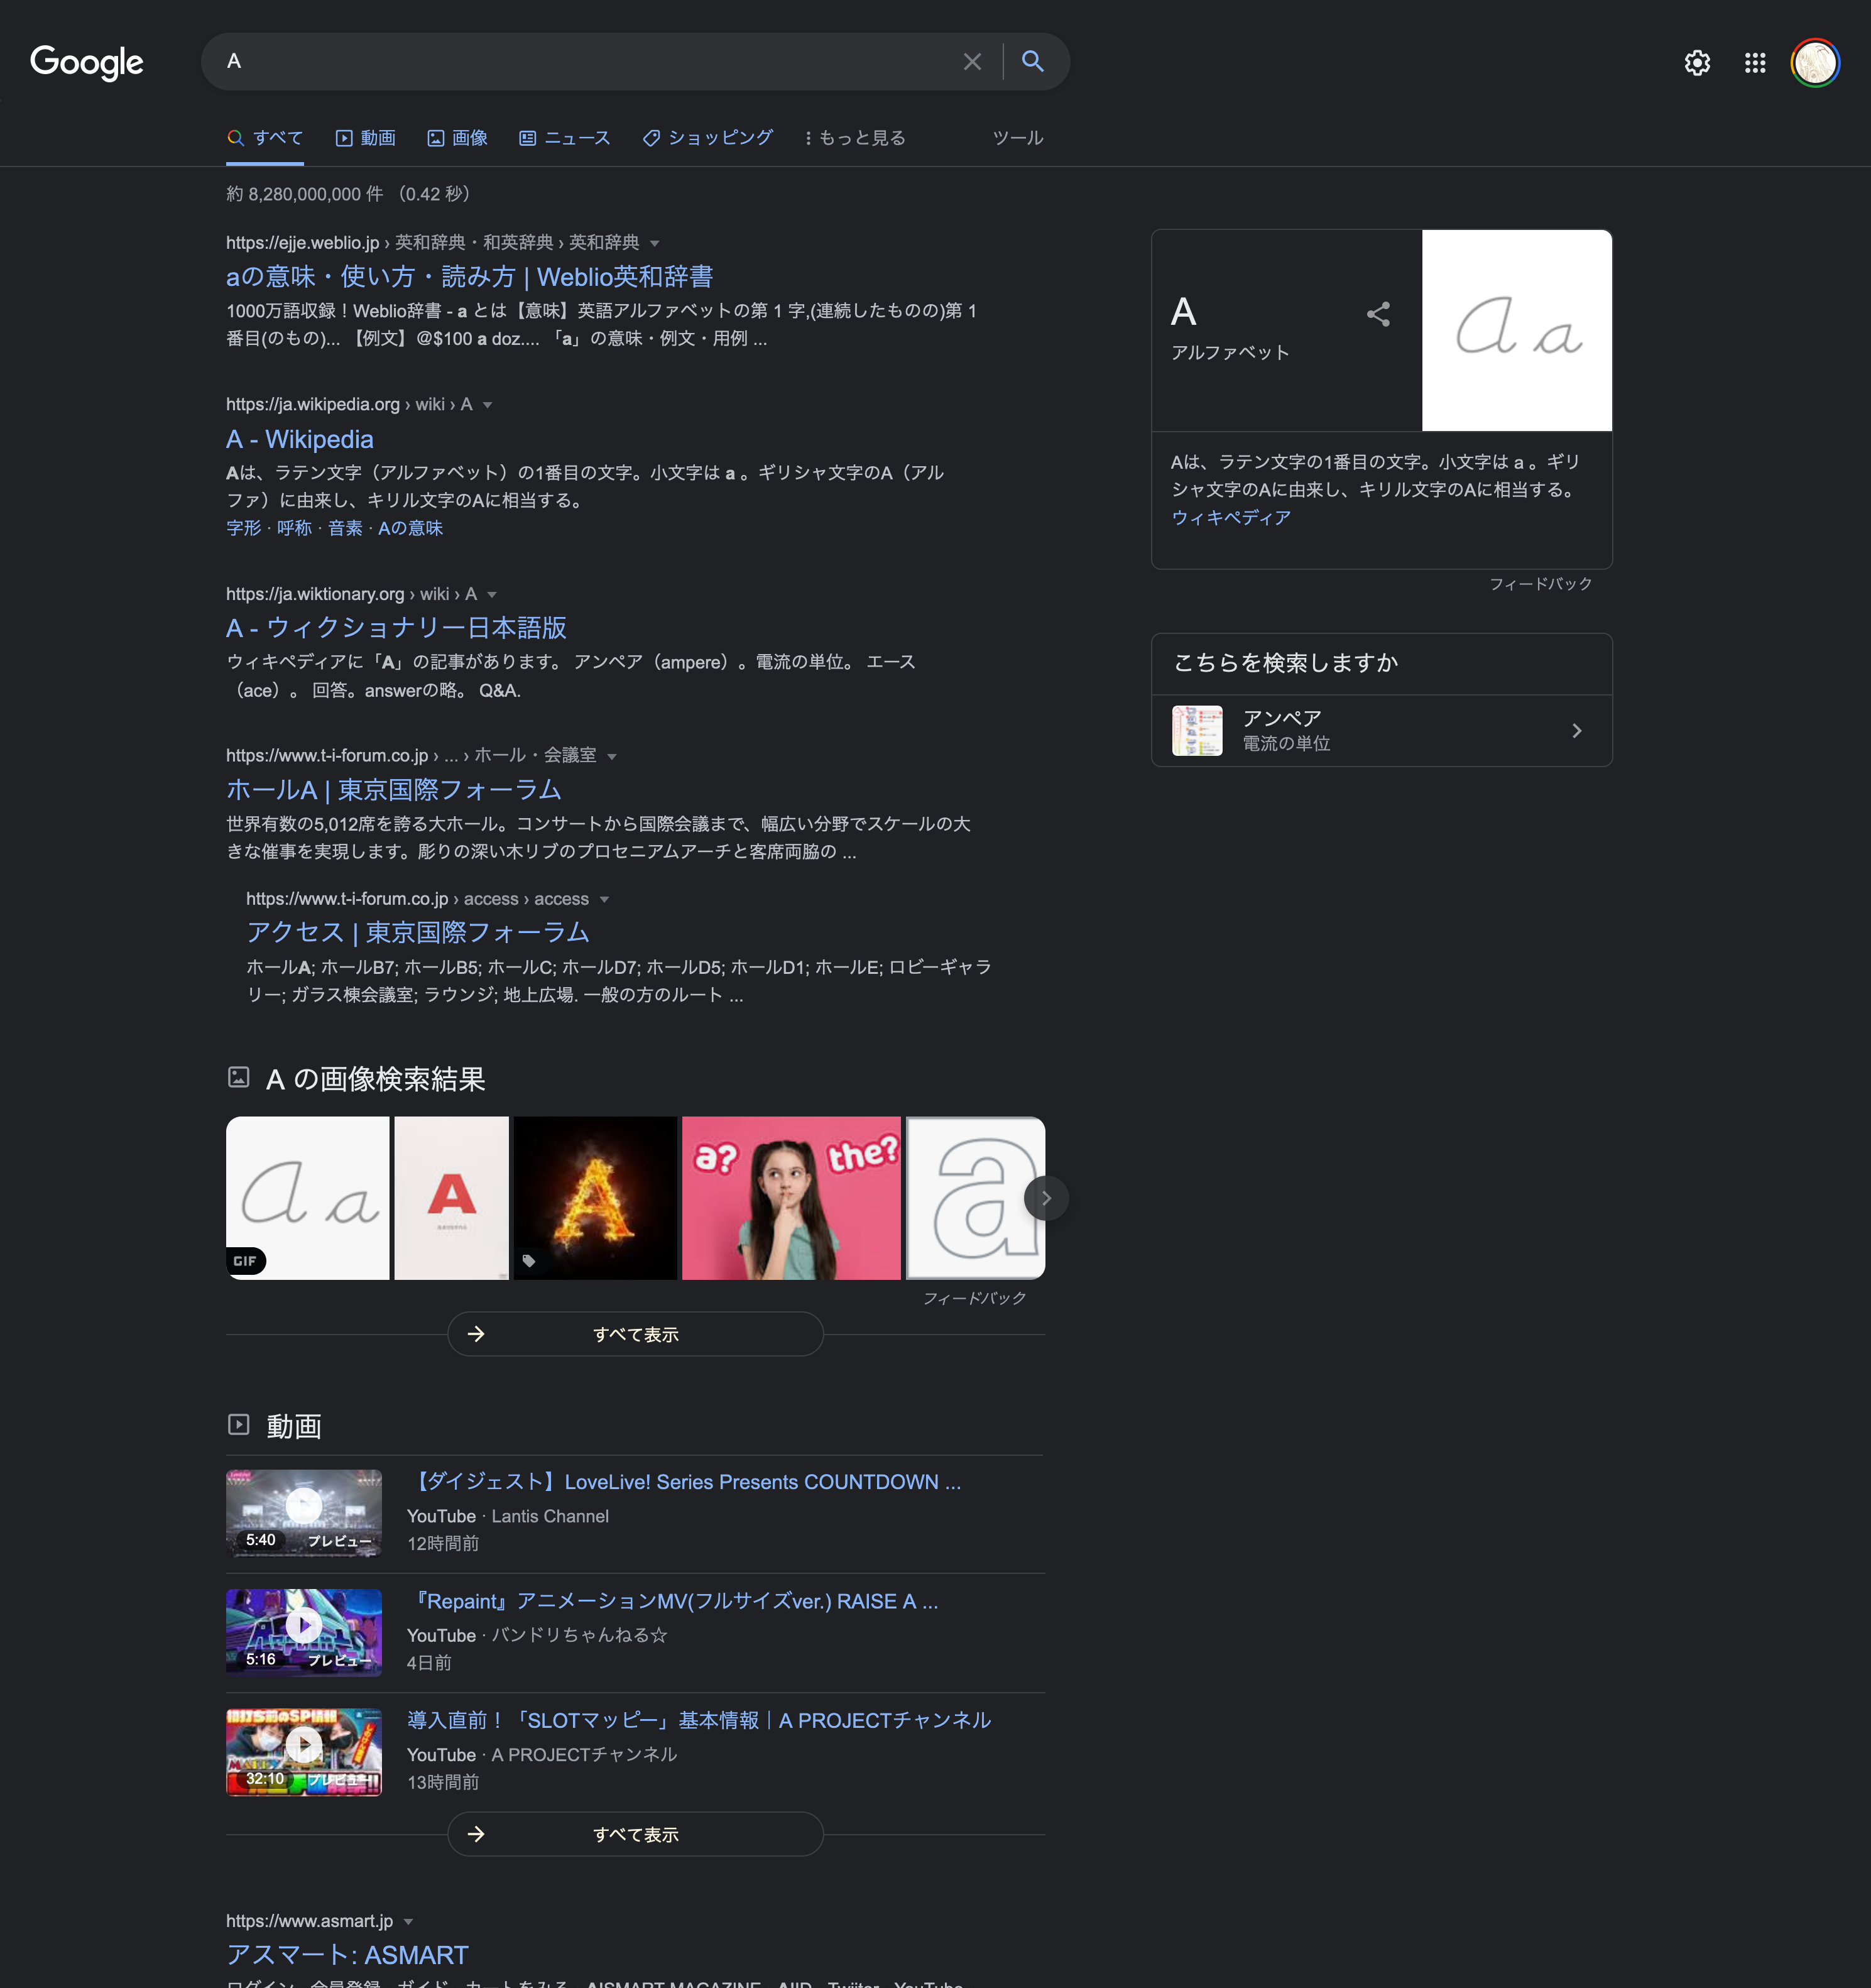 Google
A
すべて
動画
画像
ニュース
ショッピング
もっと見る
ツール
約 8,280,000,000 件 （0.42 秒）
https://ejje.weblio.jp › 英和辞典・和英辞典 › 英和辞典
aの意味・使い方・読み方 | Weblio英和辞書
1000万語収録！Weblio辞書 - a とは【意味】英語アルファベットの第 1 字,(連続したものの)第 1
番目(のもの)... 【例文】@$100 a doz.... 「a」の意味・例文・用例 ...
https://ja.wikipedia.org › wiki › A
A - Wikipedia
Aは、ラテン文字（アルファベット）の1番目の文字。小文字は a 。ギリシャ文字のΑ（アル
ファ）に由来し、キリル文字のАに相当する。
字形 · 呼称 · 音素 · Aの意味
https://ja.wiktionary.org › wiki › A
A - ウィクショナリー日本語版
ウィキペディアに「A」の記事があります。 アンペア（ampere）。電流の単位。 エース
（ace）。 回答。answerの略。 Q&A.
https://www.t-i-forum.co.jp › ... › ホール・会議室
ホールA | 東京国際フォーラム
世界有数の5,012席を誇る大ホール。コンサートから国際会議まで、幅広い分野でスケールの大
きな催事を実現します。彫りの深い木リブのプロセニアムアーチと客席両脇の ...
https://www.t-i-forum.co.jp › access › access
アクセス | 東京国際フォーラム
ホールA; ホールB7; ホールB5; ホールC; ホールD7; ホールD5; ホールD1; ホールE; ロビーギャラ
リー; ガラス棟会議室; ラウンジ; 地上広場. 一般の方のルート ...
A の画像検索結果
A a
GIF
A
A
a? the?
a
フィードバック
すべて表示
動画
【ダイジェスト】LoveLive! Series Presents COUNTDOWN ...
YouTube · Lantis Channel
12時間前
5:40 プレビュー
『Repaint』アニメーションMV(フルサイズver.) RAISE A ...
YouTube · バンドリちゃんねる☆
4日前
5:16 プレビュー
導入直前！「SLOTマッピー」基本情報｜A PROJECTチャンネル
YouTube · A PROJECTチャンネル
13時間前
32:10 プレビュー
すべて表示
https://www.asmart.jp
アスマート: ASMART
A
アルファベット
A a
Aは、ラテン文字の1番目の文字。小文字は a 。ギリ
シャ文字のΑに由来し、キリル文字のАに相当する。
ウィキペディア
フィードバック
こちらを検索しますか
アンペア
電流の単位